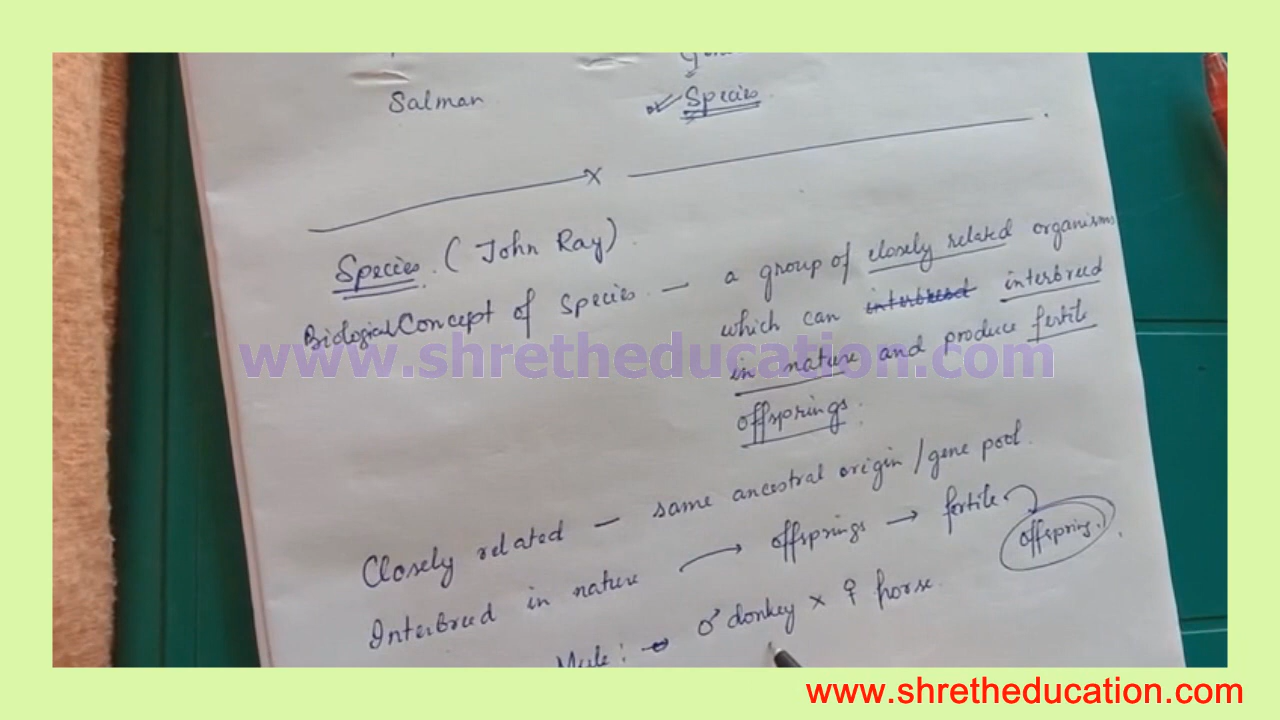 Salman
Species
x
Species. (John Ray)
Biological Concept of Species. — a group of closely related organisms
which can interbreed interbreed
in nature and produce fertile
offsprings.
Closely related — same ancestral origin/gene pool.
Interbreed in nature → offsprings → fertile
offspring.
Mule: → ♂ donkey × ♀ horse.
www.shretheducation.com
www.shretheducation.com